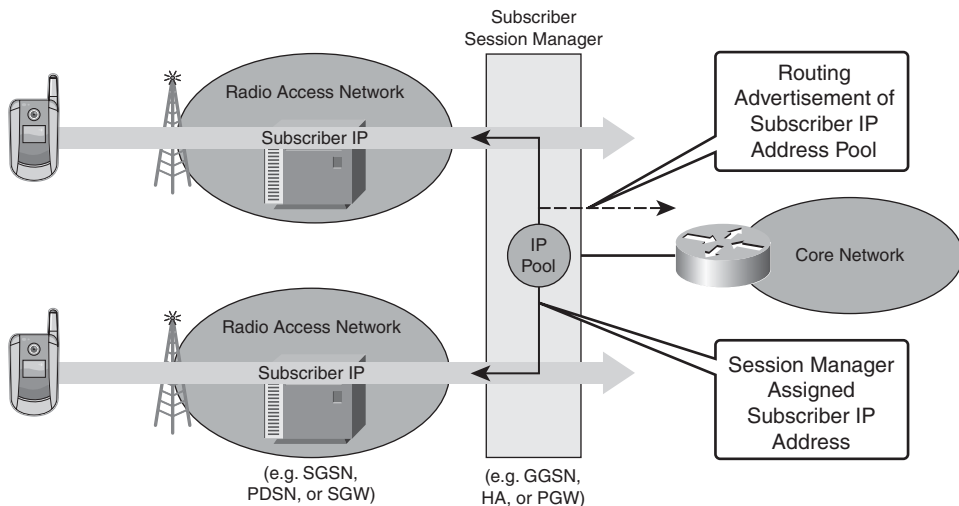 Subscriber
Session Manager
Radio Access Network
Subscriber IP
Routing
Advertisement of
Subscriber IP
Address Pool
IP
Pool
Core Network
Radio Access Network
Subscriber IP
Session Manager
Assigned
Subscriber IP
Address
(e.g. SGSN,
PDSN, or SGW)
(e.g. GGSN,
HA, or PGW)